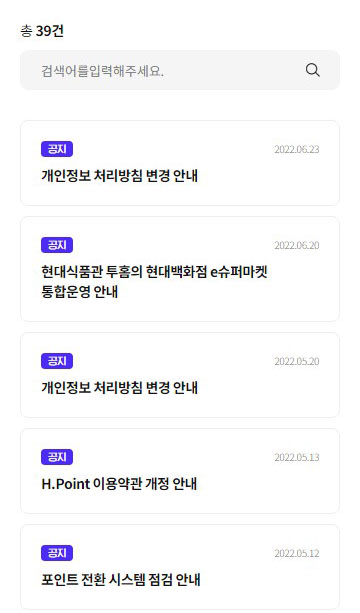 총 39건
검색어를입력해주세요.
공지 2022.06.23
개인정보 처리방침 변경 안내
공지 2022.06.20
현대식품관 투홈의 현대백화점 e슈퍼마켓
통합운영 안내
공지 2022.05.20
개인정보 처리방침 변경 안내
공지 2022.05.13
H.Point 이용약관 개정 안내
공지 2022.05.12
포인트 전환 시스템 점검 안내